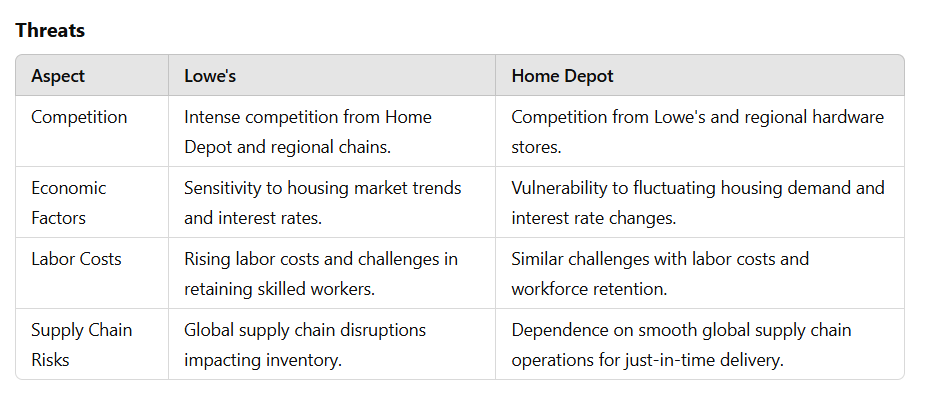 Threats
Aspect
Lowe's
Home Depot
Competition
Intense competition from Home
Depot and regional chains.
Competition from Lowe's and regional hardware
stores.
Economic
Factors
Sensitivity to housing market trends
and interest rates.
Vulnerability to fluctuating housing demand and
interest rate changes.
Labor Costs
Rising labor costs and challenges in
retaining skilled workers.
Similar challenges with labor costs and
workforce retention.
Supply Chain
Risks
Global supply chain disruptions
impacting inventory.
Dependence on smooth global supply chain
operations for just-in-time delivery.